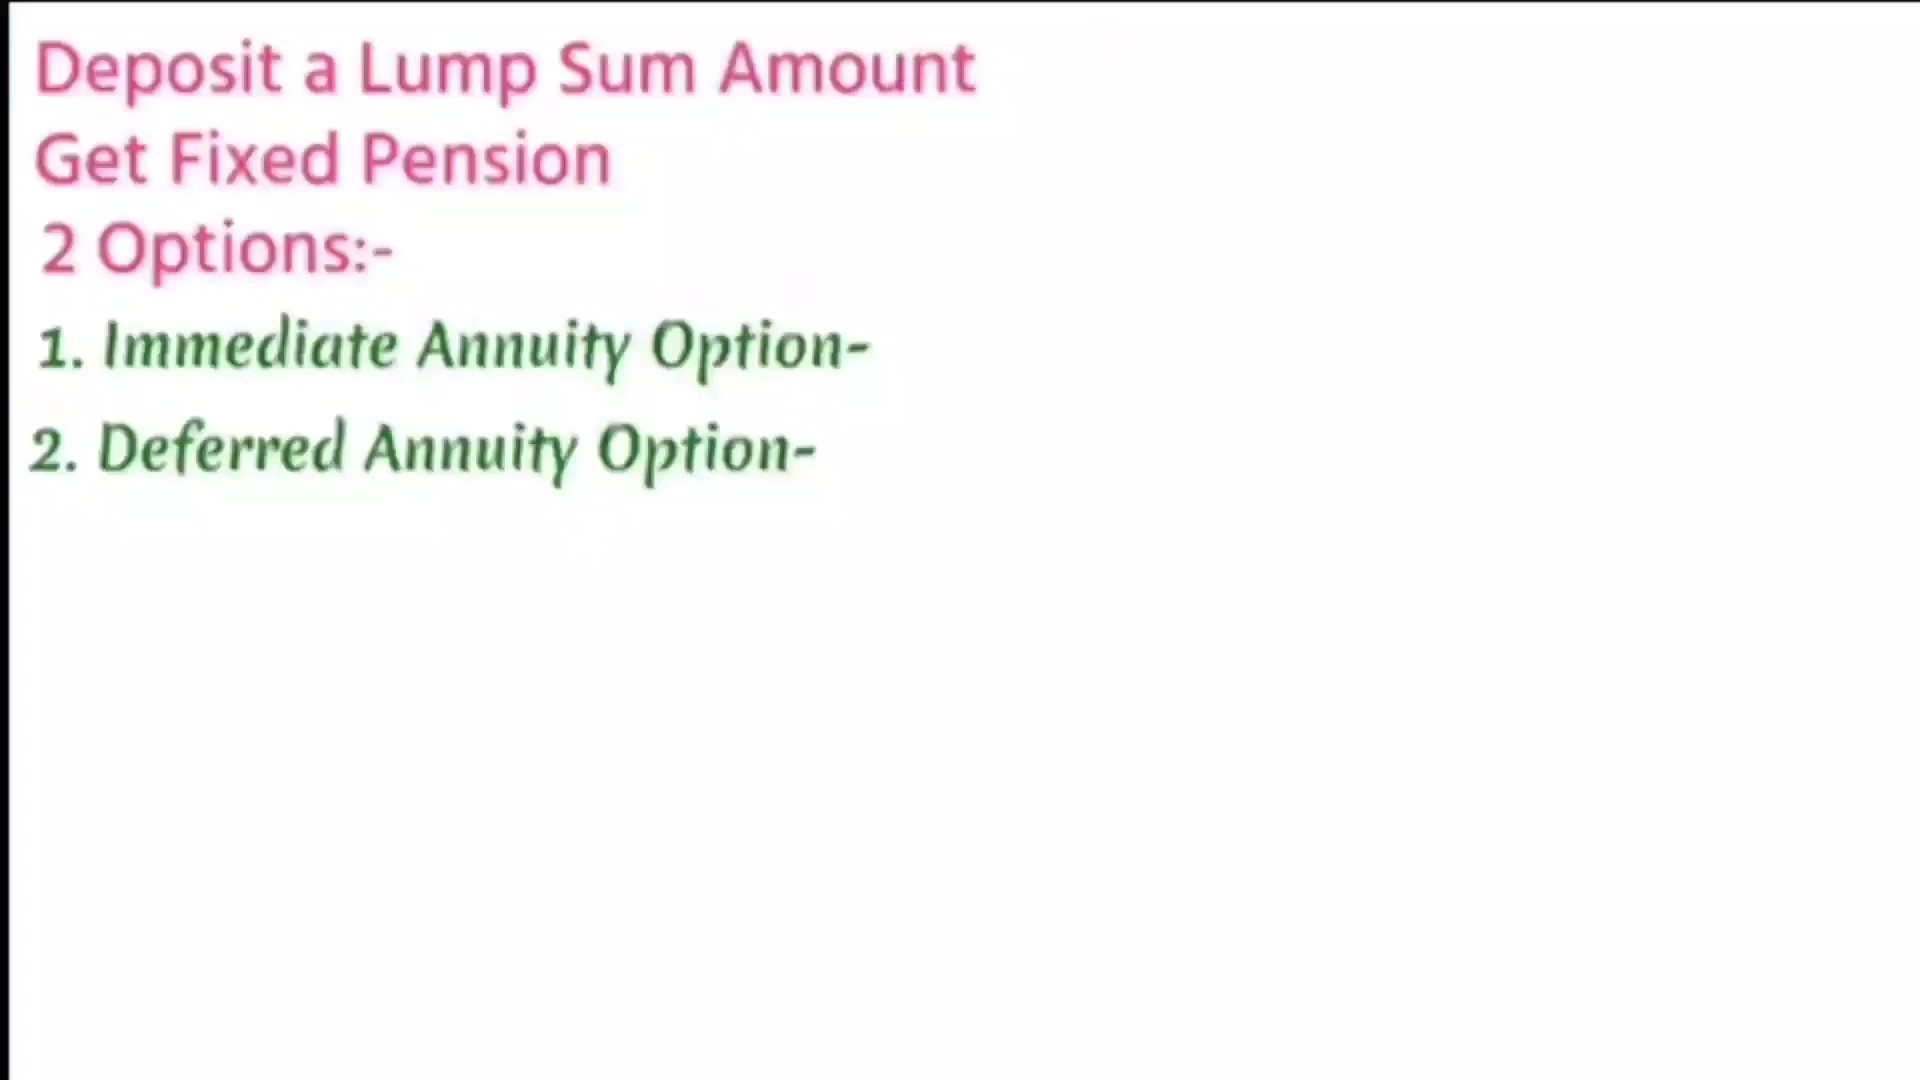 Deposit a Lump Sum Amount
Get Fixed Pension
2 Options:-
1. Immediate Annuity Option-
2. Deferred Annuity Option-